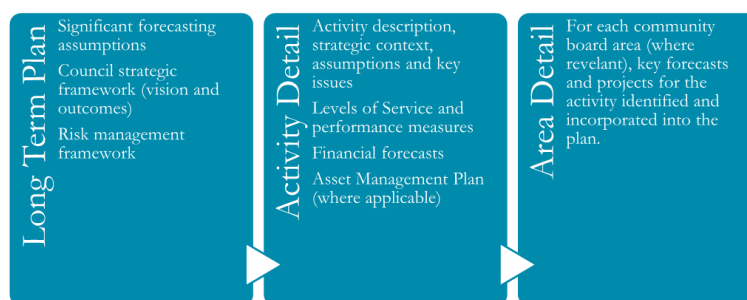 Long Term Plan
Significant forecasting
assumptions
Council strategic
framework (vision and
outcomes)
Risk management
framework
Activity Detail
Activity description,
strategic context,
assumptions and key
issues
Levels of Service and
performance measures
Financial forecasts
Asset Management Plan
(where applicable)
Area Detail
For each community
board area (where
revelant), key forecasts
and projects for the
activity identified and
incorporated into the
plan.